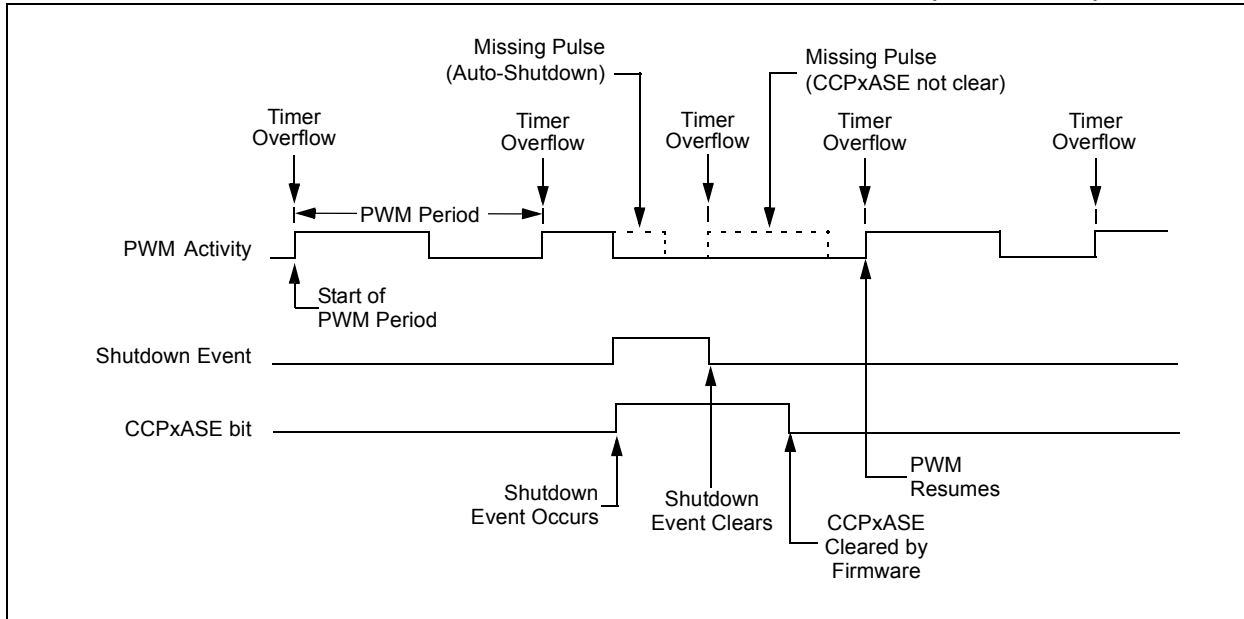 Missing Pulse
(Auto-Shutdown)
Missing Pulse
(CCPxASE not clear)
Timer
Overflow
Timer
Overflow
Timer
Overflow
Timer
Overflow
Timer
Overflow
PWM Period
PWM Activity
Start of
PWM Period
Shutdown Event
CCPxASE bit
Shutdown
Event Occurs
Shutdown
Event Clears
CCPxASE
Cleared by
Firmware
PWM
Resumes